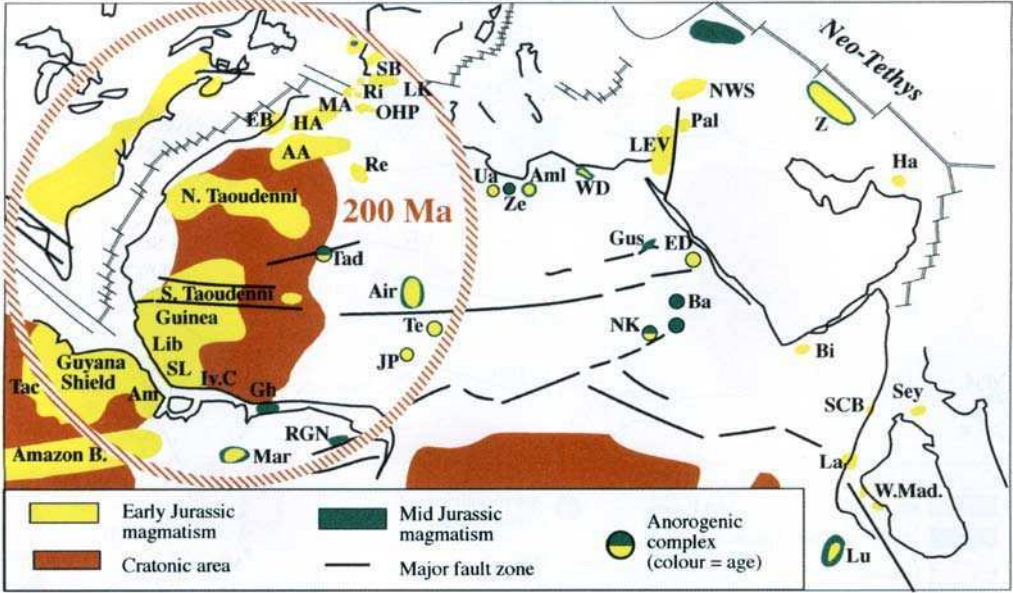 Neo-Tethys
SB
Ri
LK
MA
OHP
EB
HA
AA
Re
NWS
Pal
LEV
Z
Ha
N. Taoudenni
200 Ma
Ua
Ze
Aml
WD
Tad
Gus
ED
S. Taoudenni
Guinea
Air
Te
Ba
NK
Lib
SL
JP
Bi
Guyana
Shield
Tac
Am
Iv.C
Gh
RGN
Mar
Amazon B.
SCB
Sey
La
W.Mad.
Lu
Early Jurassic
magmatism
Cratonic area
Mid Jurassic
magmatism
Major fault zone
Anorogenic
complex
(colour = age)